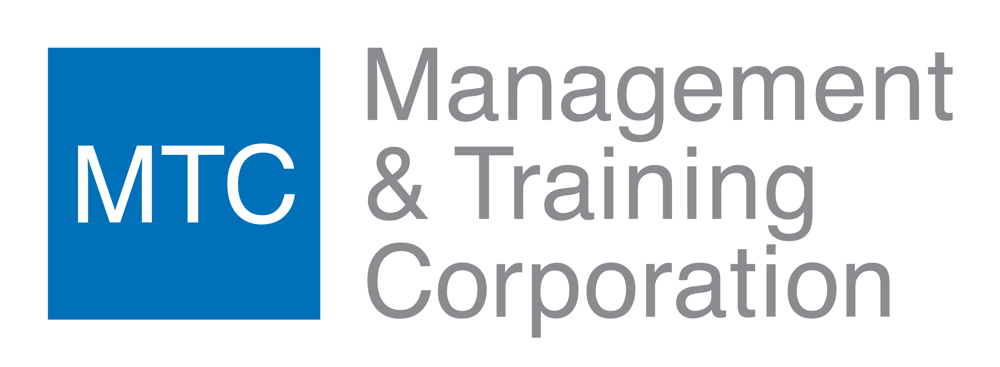 MTC
Management
& Training
Corporation